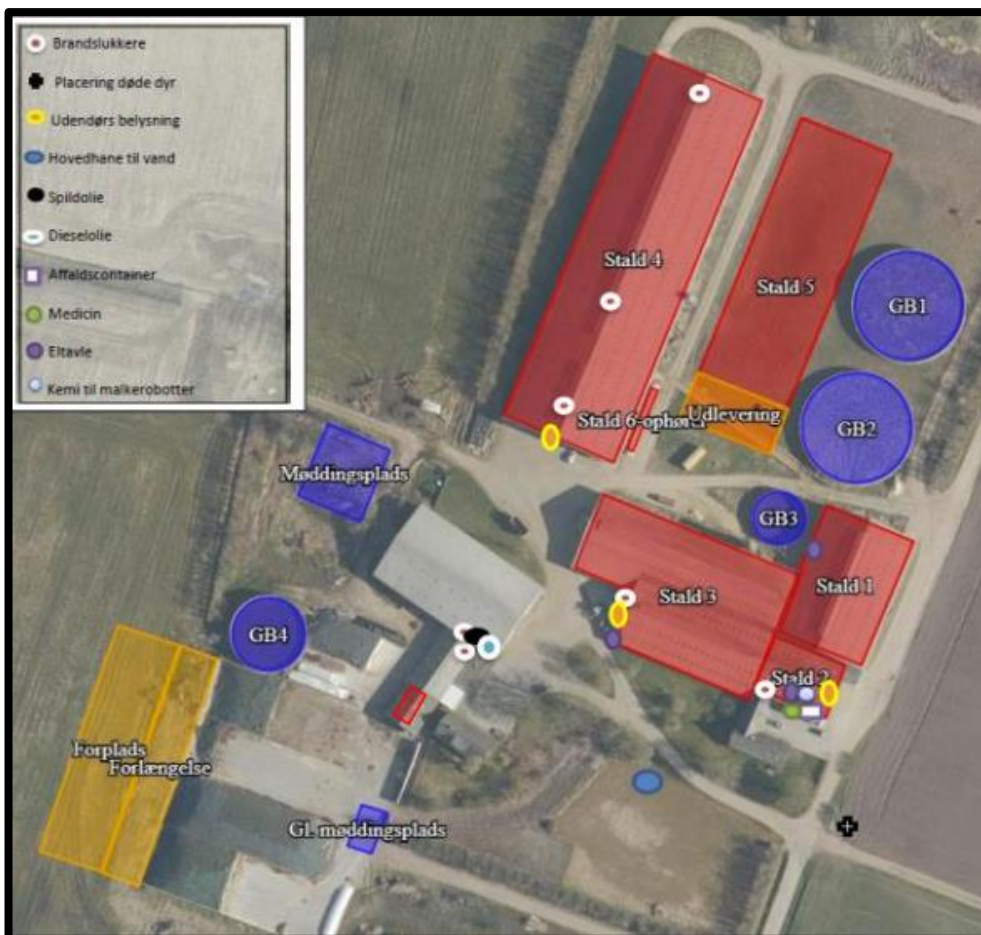 Brandslukkere
Placering døde dyr
Udendørs belysning
Hovedhane til vand
Spildolie
Dieselolie
Affaldscontainer
Medicin
Eltavle
Kemi til malkerobotter
Stald 4
Stald 5
GB1
Stald 6-ophører
Udlevering
GB2
Møddingsplads
GB3
Stald 1
Stald 3
GB4
Stald 2
Forplads
Forlængelse
GL møddingsplads